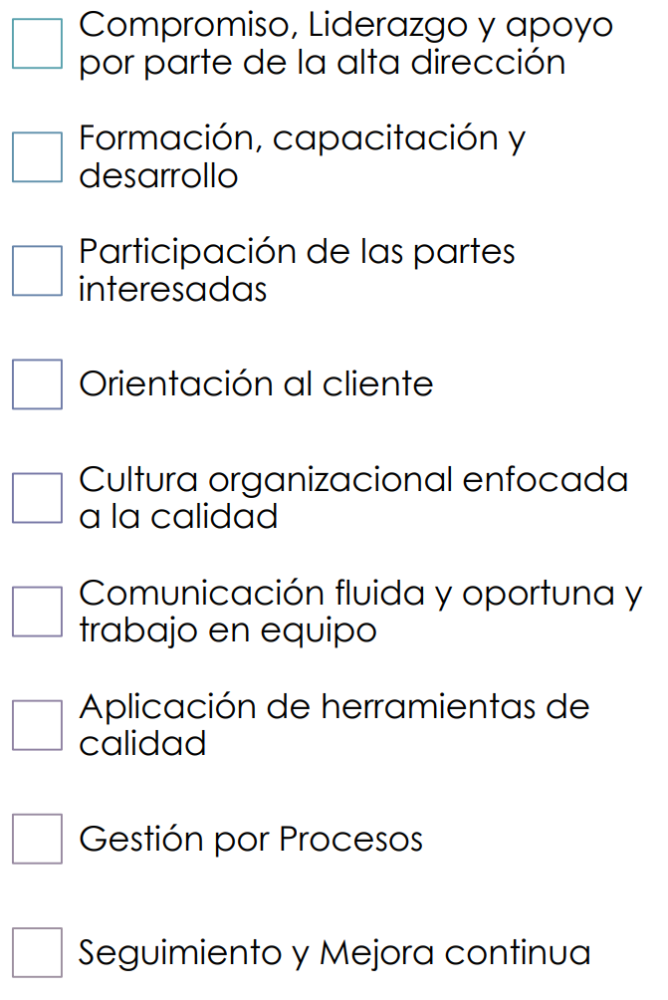 Compromiso, Liderazgo y apoyo
por parte de la alta dirección
Formación, capacitación y
desarrollo
Participación de las partes
interesadas
Orientación al cliente
Cultura organizacional enfocada
a la calidad
Comunicación fluida y oportuna y
trabajo en equipo
Aplicación de herramientas de
calidad
Gestión por Procesos
Seguimiento y Mejora continua